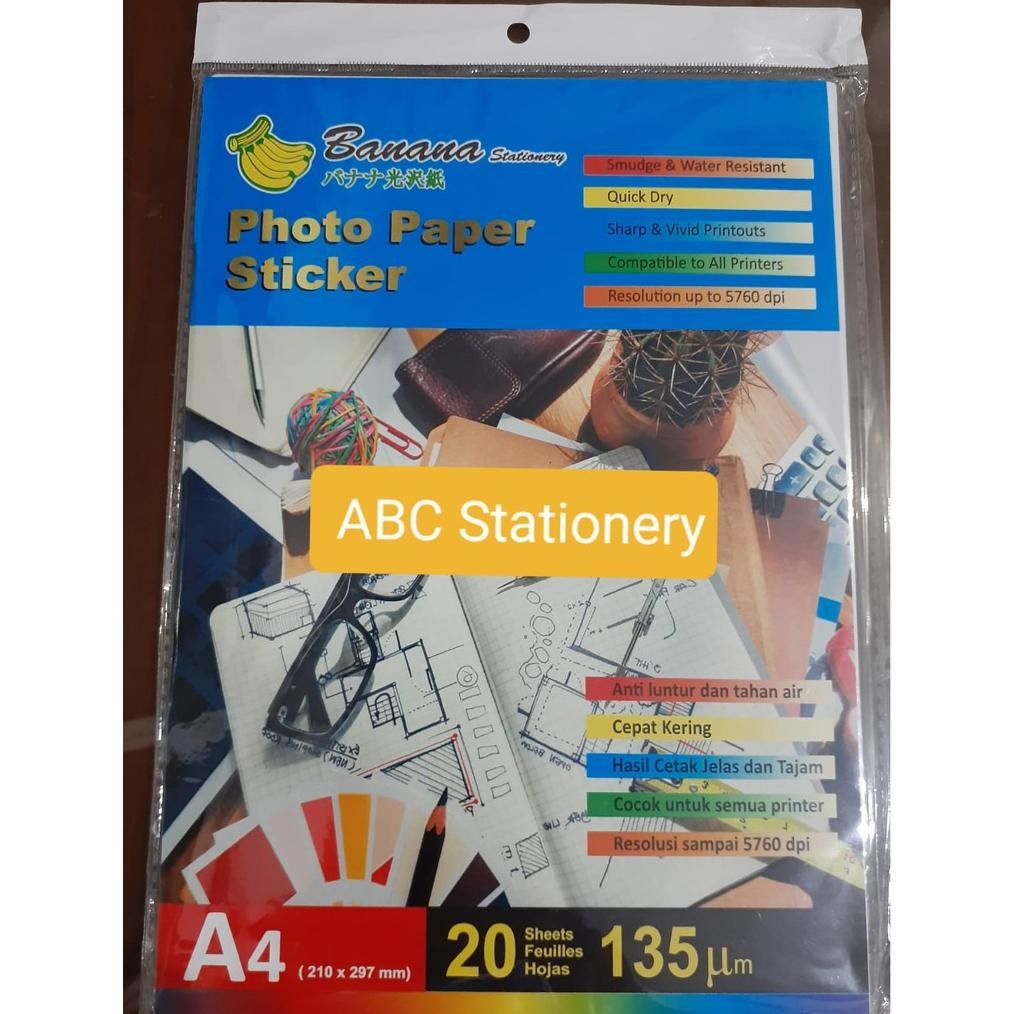 Banana Stationery
バナナ光沢紙
Photo Paper
Sticker
Smudge & Water Resistant
Quick Dry
Sharp & Vivid Printouts
Compatible to All Printers
Resolution up to 5760 dpi
ABC Stationery
Anti luntur dan tahan air
Cepat Kering
Hasil Cetak Jelas dan Tajam
Cocok untuk semua printer
Resolusi sampai 5760 dpi
A4 ( 210 x 297 mm)
20 Sheets
Feuilles
Hojas
135 μm